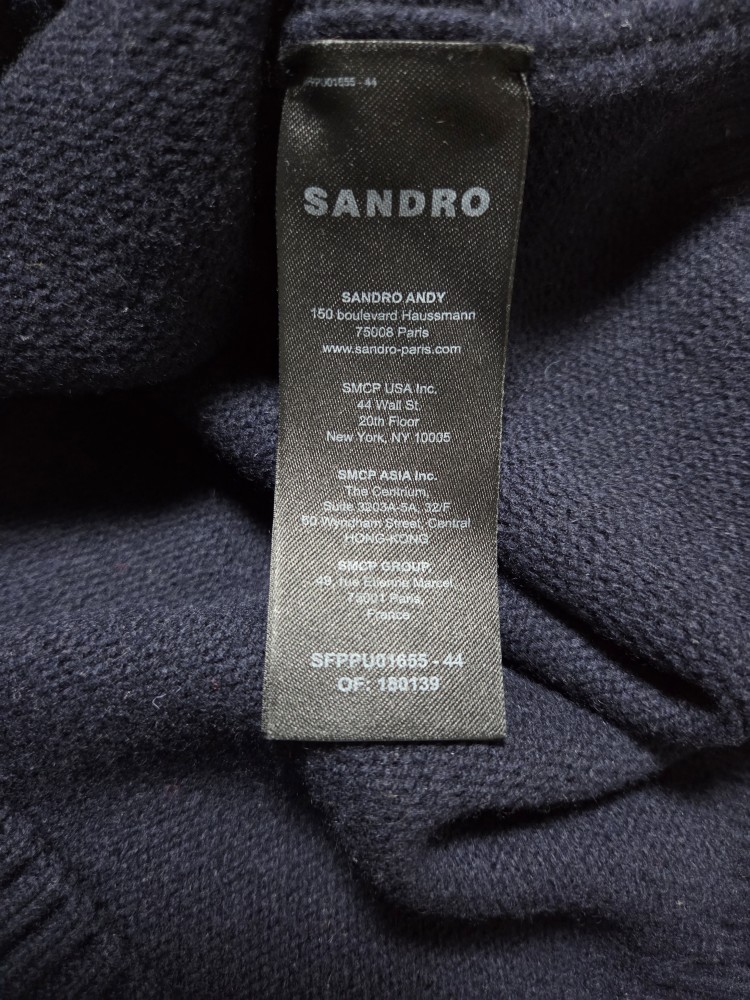 SFPPU01655 - 44
SANDRO
SANDRO ANDY
150 boulevard Haussmann
75008 Paris
www.sandro-paris.com
SMCP USA Inc.
44 Wall St.
20th Floor
New York, NY 10005
SMCP ASIA Inc.
The Centrium,
Suite 3203A-5A, 32/F
60 Wyndham Street, Central
HONG-KONG
SMCP GROUP,
49, rue Etienne Marcel,
75001 Paris,
France
SFPPU01655 - 44
OF: 180139